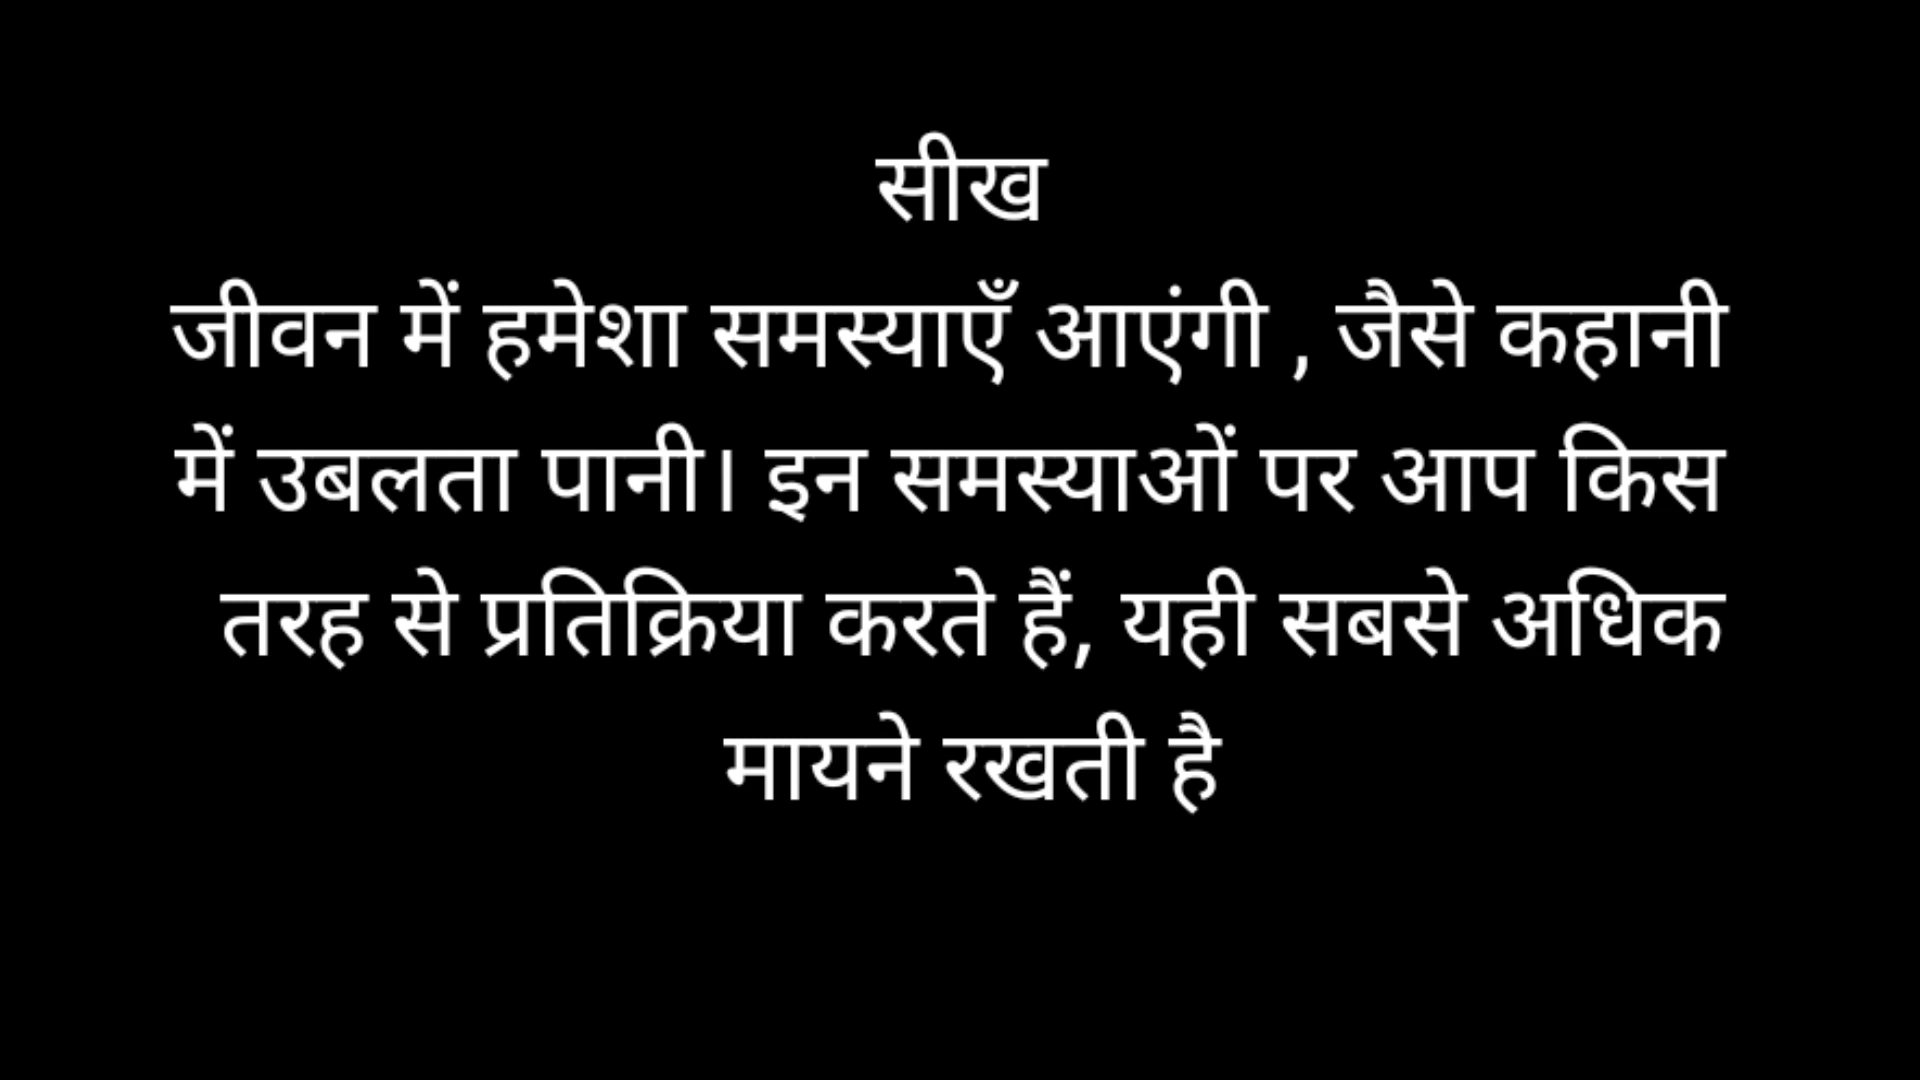 सीख
जीवन में हमेशा समस्याएँ आएंगी , जैसे कहानी
में उबलता पानी। इन समस्याओं पर आप किस
तरह से प्रतिक्रिया करते हैं, यही सबसे अधिक
मायने रखती है